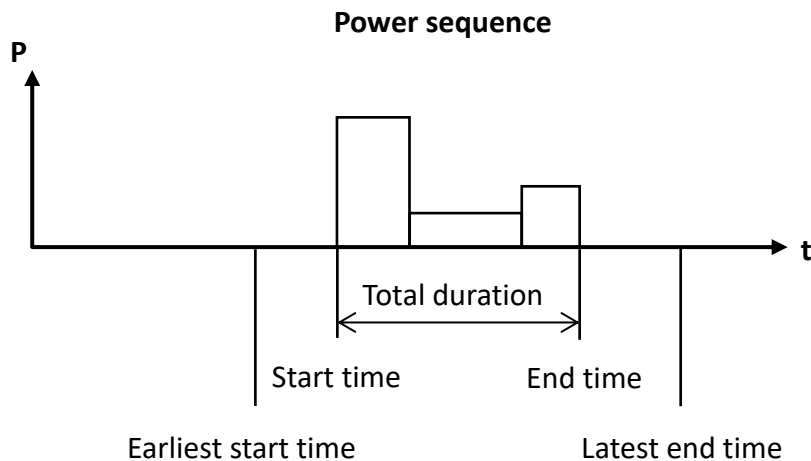 Power sequence
P
t
Total duration
Start time
End time
Earliest start time
Latest end time